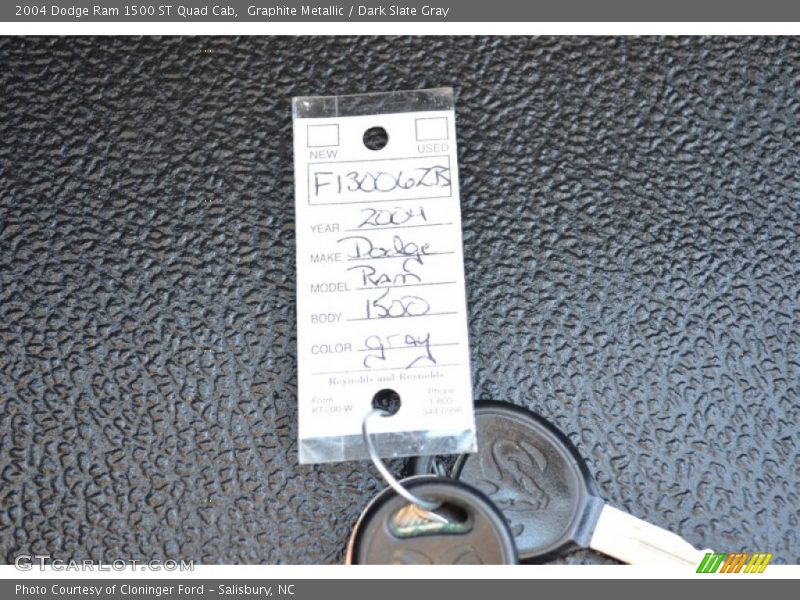 2004 Dodge Ram 1500 ST Quad Cab,  Graphite Metallic / Dark Slate Gray
NEW USED
F13006ZB
YEAR 2004
MAKE Dodge
MODEL Ram
BODY 1500
COLOR gray
Reynolds and Reynolds
Form Phone
KT-200-W 1-800
344-0996
GTCARLOT.COM
Photo Courtesy of Cloninger Ford - Salisbury, NC